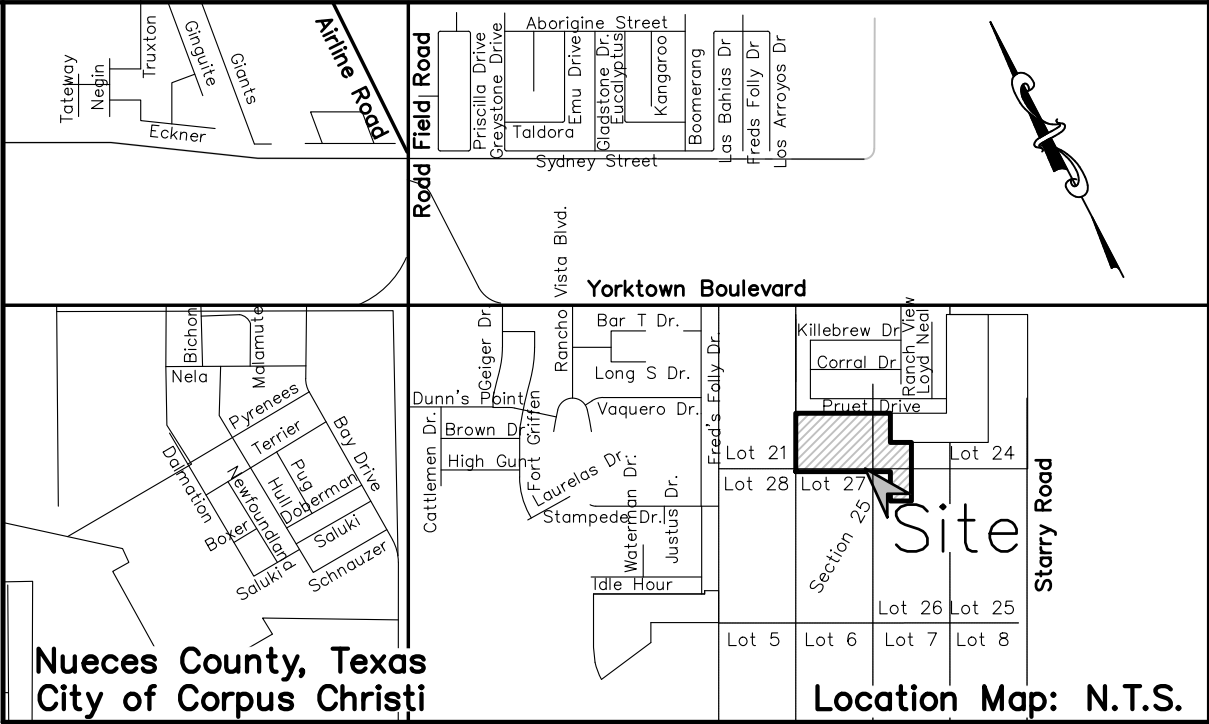 Tateway
Negin
Truxton
Ginguite
Giants
Eckner
Airline Road
Rodd Field Road
Priscilla Drive
Greystone Drive
Aborigine Street
Taldora
Emu Drive
Gladstone Dr.
Eucalyptus
Kangaroo
Boomerang
Las Bahias Dr
Freds Folly Dr
Los Arroyos Dr
Sydney Street
Yorktown Boulevard
Bichon
Malamute
Nela
Pyrenees
Terrier
Bay Drive
Dalmation
Newfoundland
Hull
Pug
Doberman
Boxer
Saluki
Saluki
Schnauzer
Geiger Dr.
Rancho Vista Blvd.
Bar T Dr.
Long S Dr.
Fred's Folly Dr.
Dunn's Point
Vaquero Dr.
Brown Dr
High Gun
Cattlemen Dr.
Fort Griffen
Laurelas Dr.
Stampede Dr.
Waterman Dr.
Justus Dr.
Idle Hour
Killebrew Dr
Corral Dr
Ranch View
Loyd Neal
Pruet Drive
Lot 21
Lot 24
Lot 28
Lot 27
Section 25
Site
Starry Road
Lot 26
Lot 25
Lot 5
Lot 6
Lot 7
Lot 8
Nueces County, Texas
City of Corpus Christi
Location Map: N.T.S.